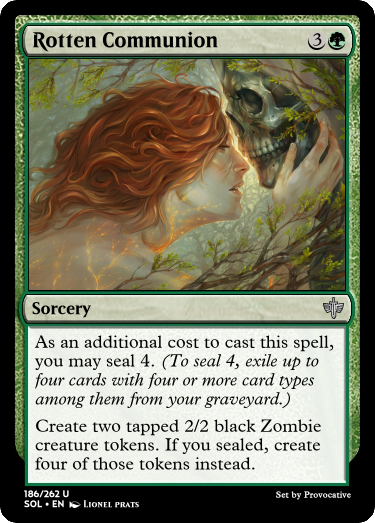 Rotten Communion 3
Sorcery
As an additional cost to cast this spell,
you may seal 4. (To seal 4, exile up to
four cards with four or more card types
among them from your graveyard.)
Create two tapped 2/2 black Zombie
creature tokens. If you sealed, create
four of those tokens instead.
186/262 U
SOL • EN Lionel prats
Set by Provocative